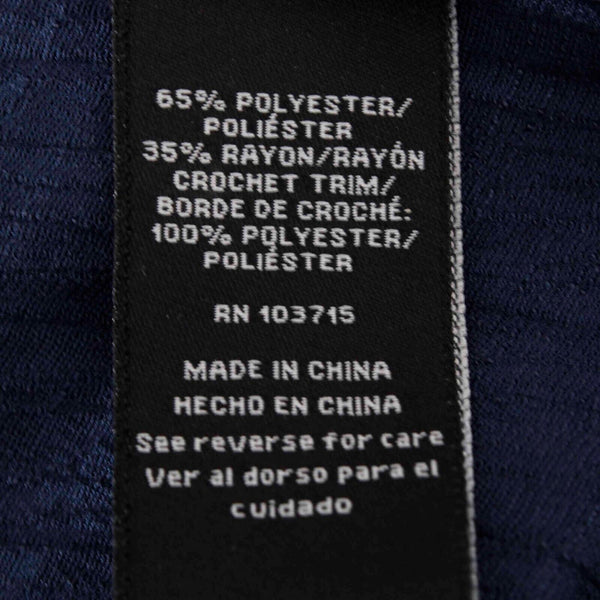 65% POLYESTER/
POLIÉSTER
35% RAYON/RAYÓN
CROCHET TRIM/
BORDE DE CROCHÉ:
100% POLYESTER/
POLIÉSTER
RN 103715
MADE IN CHINA
HECHO EN CHINA
See reverse for care
Ver al dorso para el
cuidado